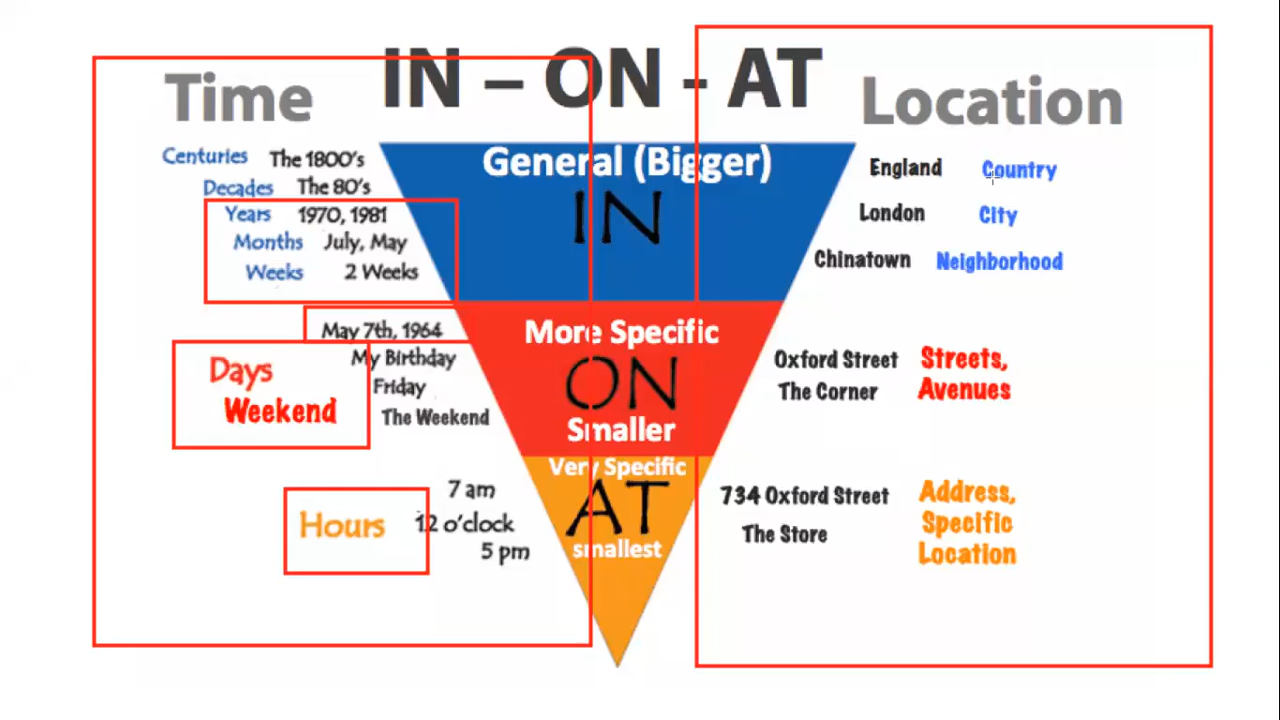 IN – ON - AT
Time
Centuries The 1800's
Decades The 80's
Years 1970, 1981
Months July, May
Weeks 2 Weeks
May 7th, 1964
My Birthday
Days
Friday
Weekend
The Weekend
7 am
Hours
12 o'clock
5 pm
General (Bigger)
IN
More Specific
ON
Smaller
Very Specific
AT
smallest
Location
England Country
London City
Chinatown Neighborhood
Oxford Street
The Corner
Streets,
Avenues
734 Oxford Street
The Store
Address,
Specific
Location